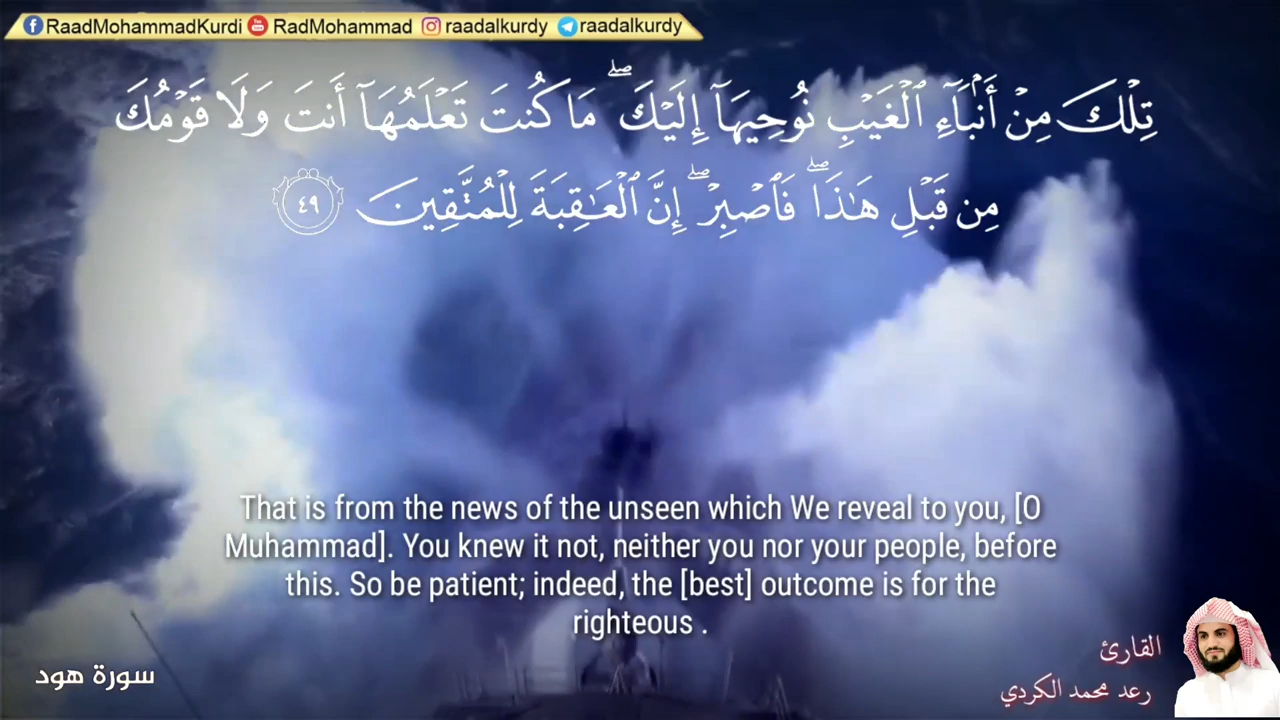 RaadMohammadKurdi RadMohammad raadalkurdy raadalkurdy
تِلْكَ مِنْ أَنۢبَآءِ ٱلْغَيْبِ نُوحِيهَآ إِلَيْكَ ۖ مَا كُنتَ تَعْلَمُهَآ أَنتَ وَلَا قَوْمُكَ
مِن قَبْلِ هَٰذَا ۖ فَٱصْبِرْ ۖ إِنَّ ٱلْعَٰقِبَةَ لِلْمُتَّقِينَ ٤٩
That is from the news of the unseen which We reveal to you, [O
Muhammad]. You knew it not, neither you nor your people, before
this. So be patient; indeed, the [best] outcome is for the
righteous .
القارئ
رعد محمد الكردي
سورة هود